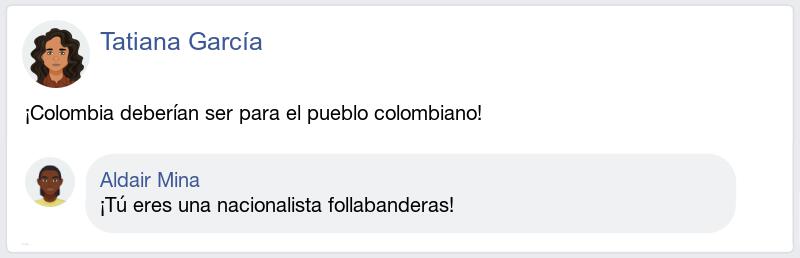 Tatiana García
¡Colombia deberían ser para el pueblo colombiano!
Aldair Mina
¡Tú eres una nacionalista follabanderas!